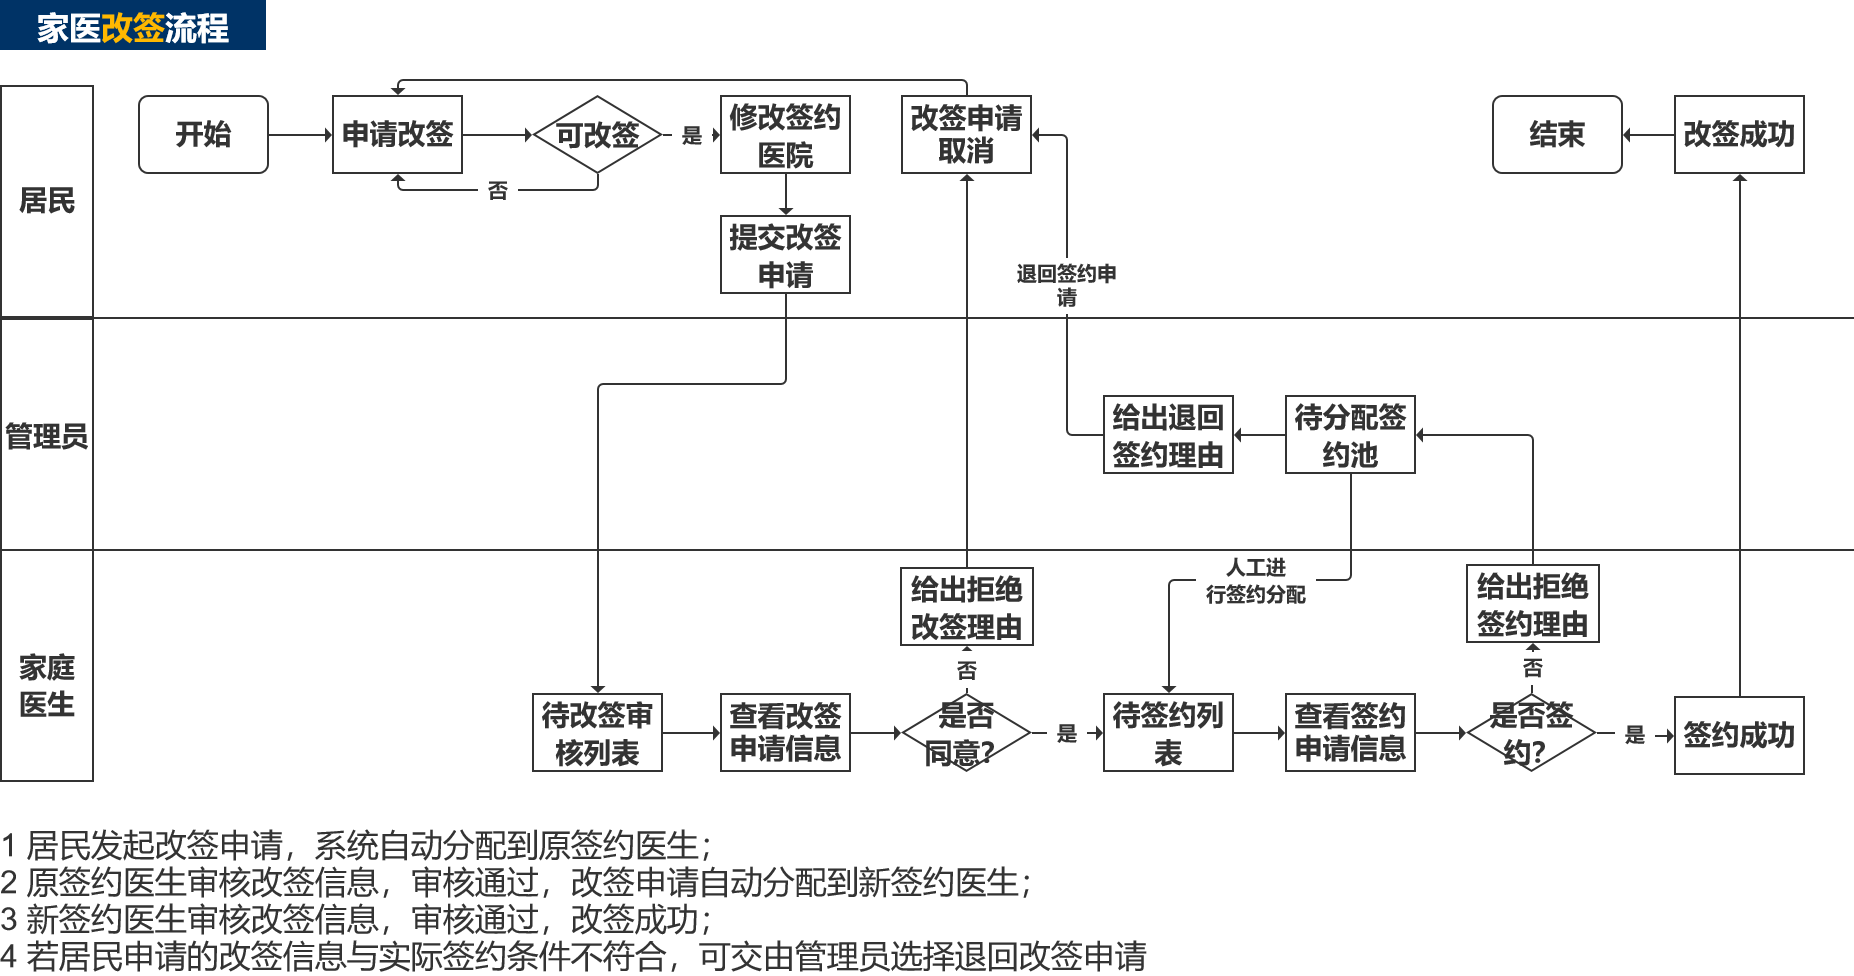 家医改签流程
居民
开始
申请改签
可改签
是
否
修改签约
医院
提交改签
申请
改签申请
取消
退回签约申
请
结束
改签成功
管理员
给出退回
签约理由
待分配签
约池
家庭
医生
待改签审
核列表
查看改签
申请信息
给出拒绝
改签理由
否
是否
同意?
是
人工进
行签约分配
待签约列
表
查看签约
申请信息
给出拒绝
签约理由
否
是否签
约?
是
签约成功
1 居民发起改签申请，系统自动分配到原签约医生；
2 原签约医生审核改签信息，审核通过，改签申请自动分配到新签约医生；
3 新签约医生审核改签信息，审核通过，改签成功；
4 若居民申请的改签信息与实际签约条件不符合，可交由管理员选择退回改签申请